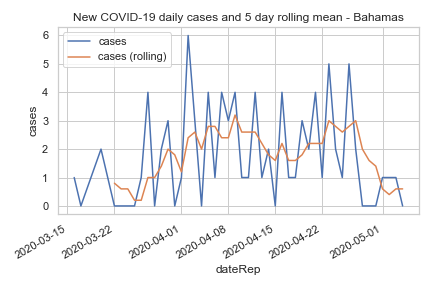 New COVID-19 daily cases and 5 day rolling mean - Bahamas
cases
cases (rolling)
6
5
4
3
2
1
0
cases
2020-03-15
2020-03-22
2020-04-01
2020-04-08
2020-04-15
2020-04-22
2020-05-01
dateRep